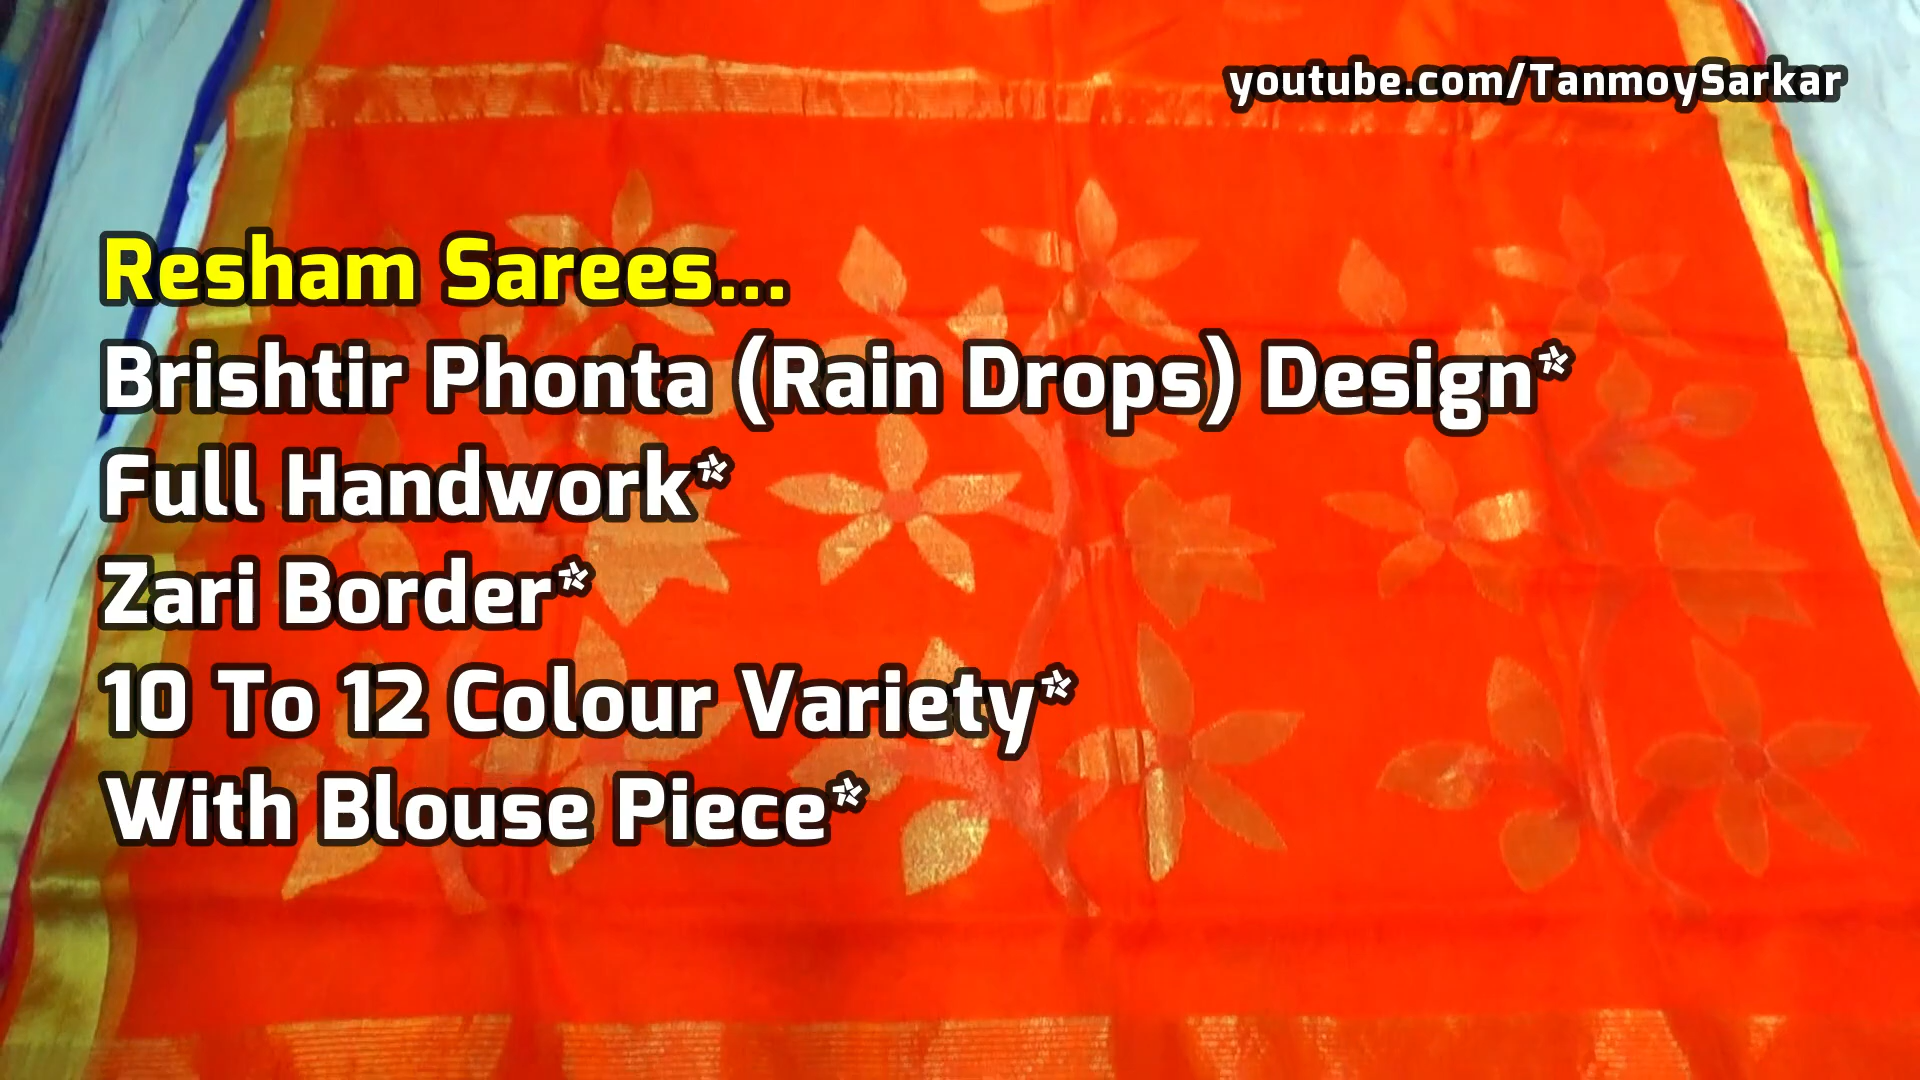 youtube.com/TanmoySarkar
Resham Sarees...
Brishtir Phonta (Rain Drops) Design*
Full Handwork*
Zari Border*
10 To 12 Colour Variety*
With Blouse Piece*